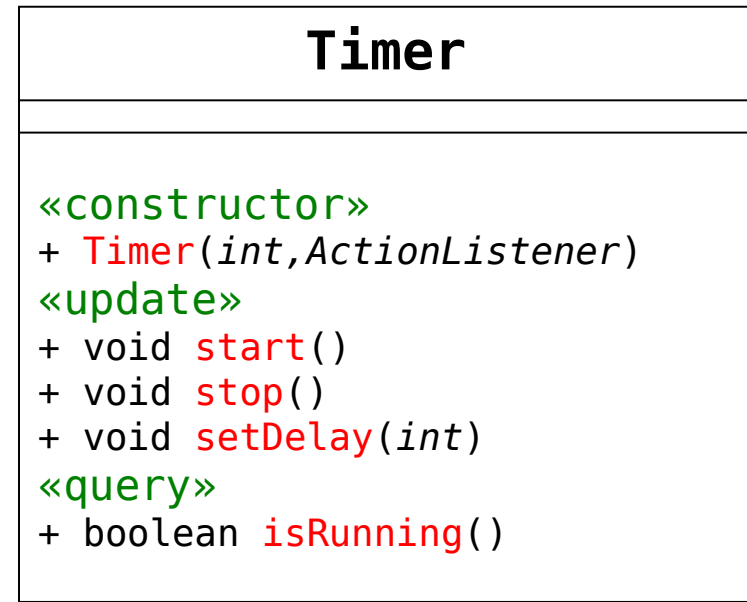 Timer
«constructor»
+ Timer(int,ActionListener)
«update»
+ void start()
+ void stop()
+ void setDelay(int)
«query»
+ boolean isRunning()